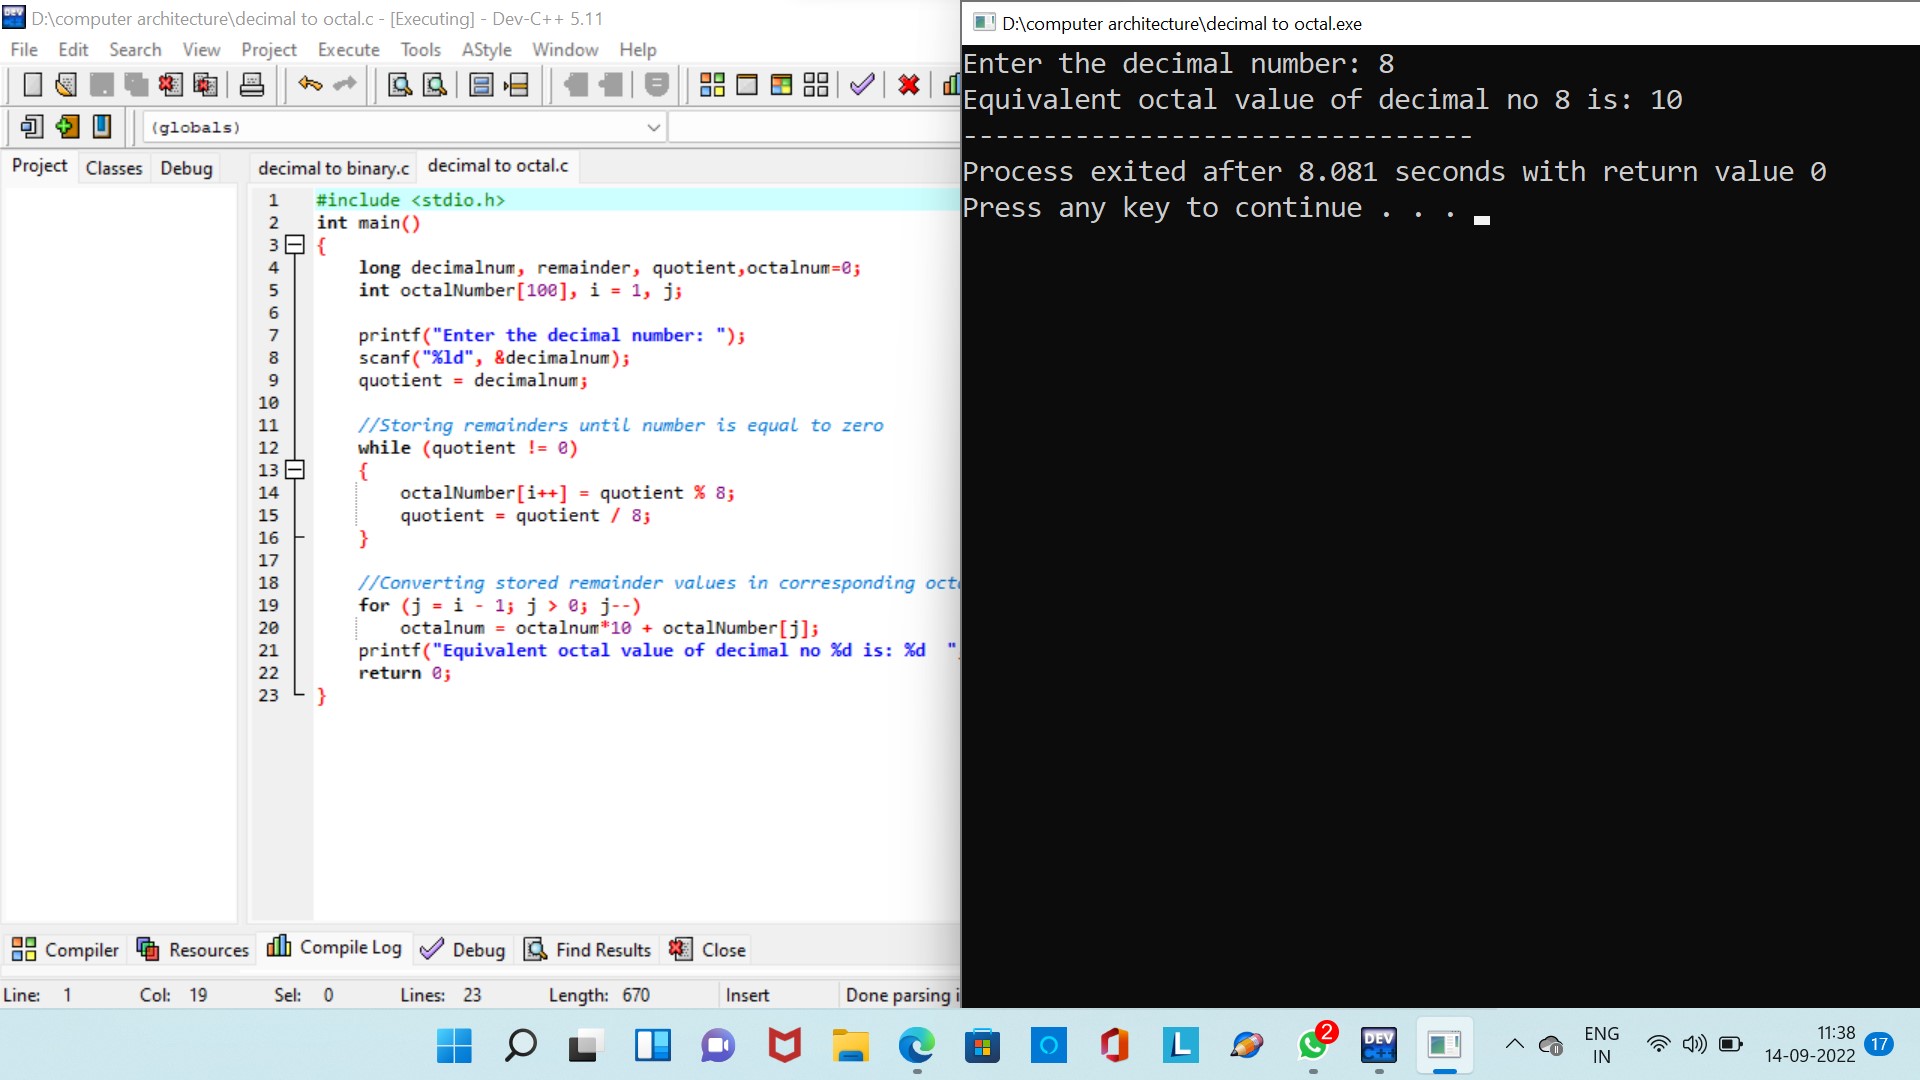 D:\computer architecture\decimal to octal.c - [Executing] - Dev-C++ 5.11
File Edit Search View Project Execute Tools AStyle Window Help
(globals)
Project Classes Debug
decimal to binary.c decimal to octal.c
1 #include <stdio.h>
2 int main()
3 {
4 long decimalnum, remainder, quotient,octalnum=0;
5 int octalNumber[100], i = 1, j;
6
7 printf("Enter the decimal number: ");
8 scanf("%ld", &decimalnum);
9 quotient = decimalnum;
10
11 //Storing remainders until number is equal to zero
12 while (quotient != 0)
13 {
14 octalNumber[i++] = quotient % 8;
15 quotient = quotient / 8;
16 }
17
18 //Converting stored remainder values in corresponding
19 for (j = i - 1; j > 0; j--)
20 octalnum = octalnum*10 + octalNumber[j];
21 printf("Equivalent octal value of decimal no %d is: %d "
22 return 0;
23 }
Compiler Resources Compile Log Debug Find Results Close
Line: 1 Col: 19 Sel: 0 Lines: 23 Length: 670 Insert Done parsing
D:\computer architecture\decimal to octal.exe
Enter the decimal number: 8
Equivalent octal value of decimal no 8 is: 10
--------------------------------
Process exited after 8.081 seconds with return value 0
Press any key to continue . . .
L
2
DEV C++
ENG
IN
11:38
14-09-2022
17